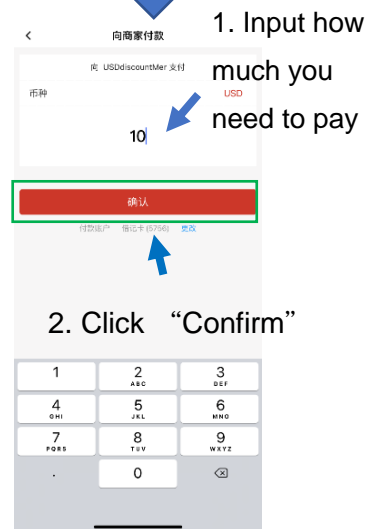 1. Input how
much you
need to pay
向商家付款
向 USDdiscountMer 支付
币种 USD
10
确认
付款账户 借记卡(5756) 更改
2. Click “Confirm”
1 2 3
ABC DEF
4 5 6
GHI JKL MNO
7 8 9
PQRS TUV WXYZ
. 0